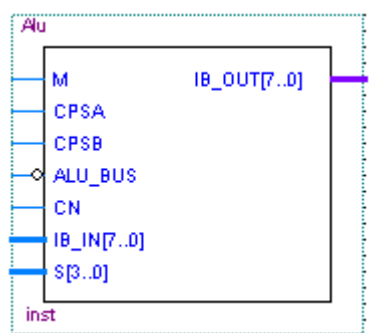 Alu
M IB_OUT[7..0]
CPSA
CPSB
ALU_BUS
CN
IB_IN[7..0]
S[3..0]
inst